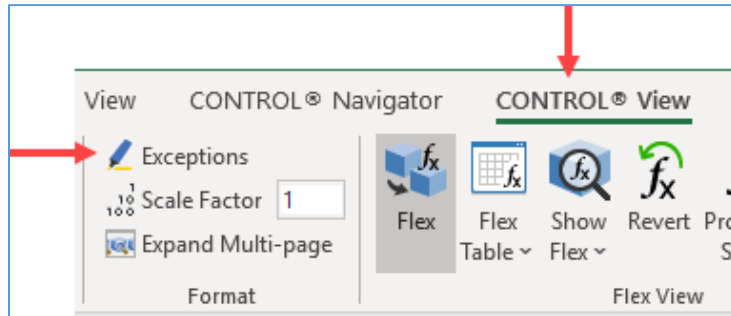 View CONTROL® Navigator CONTROL® View
Exceptions
Scale Factor 1
Expand Multi-page
Format
Flex
Flex Table
Show Flex
Revert
Flex View